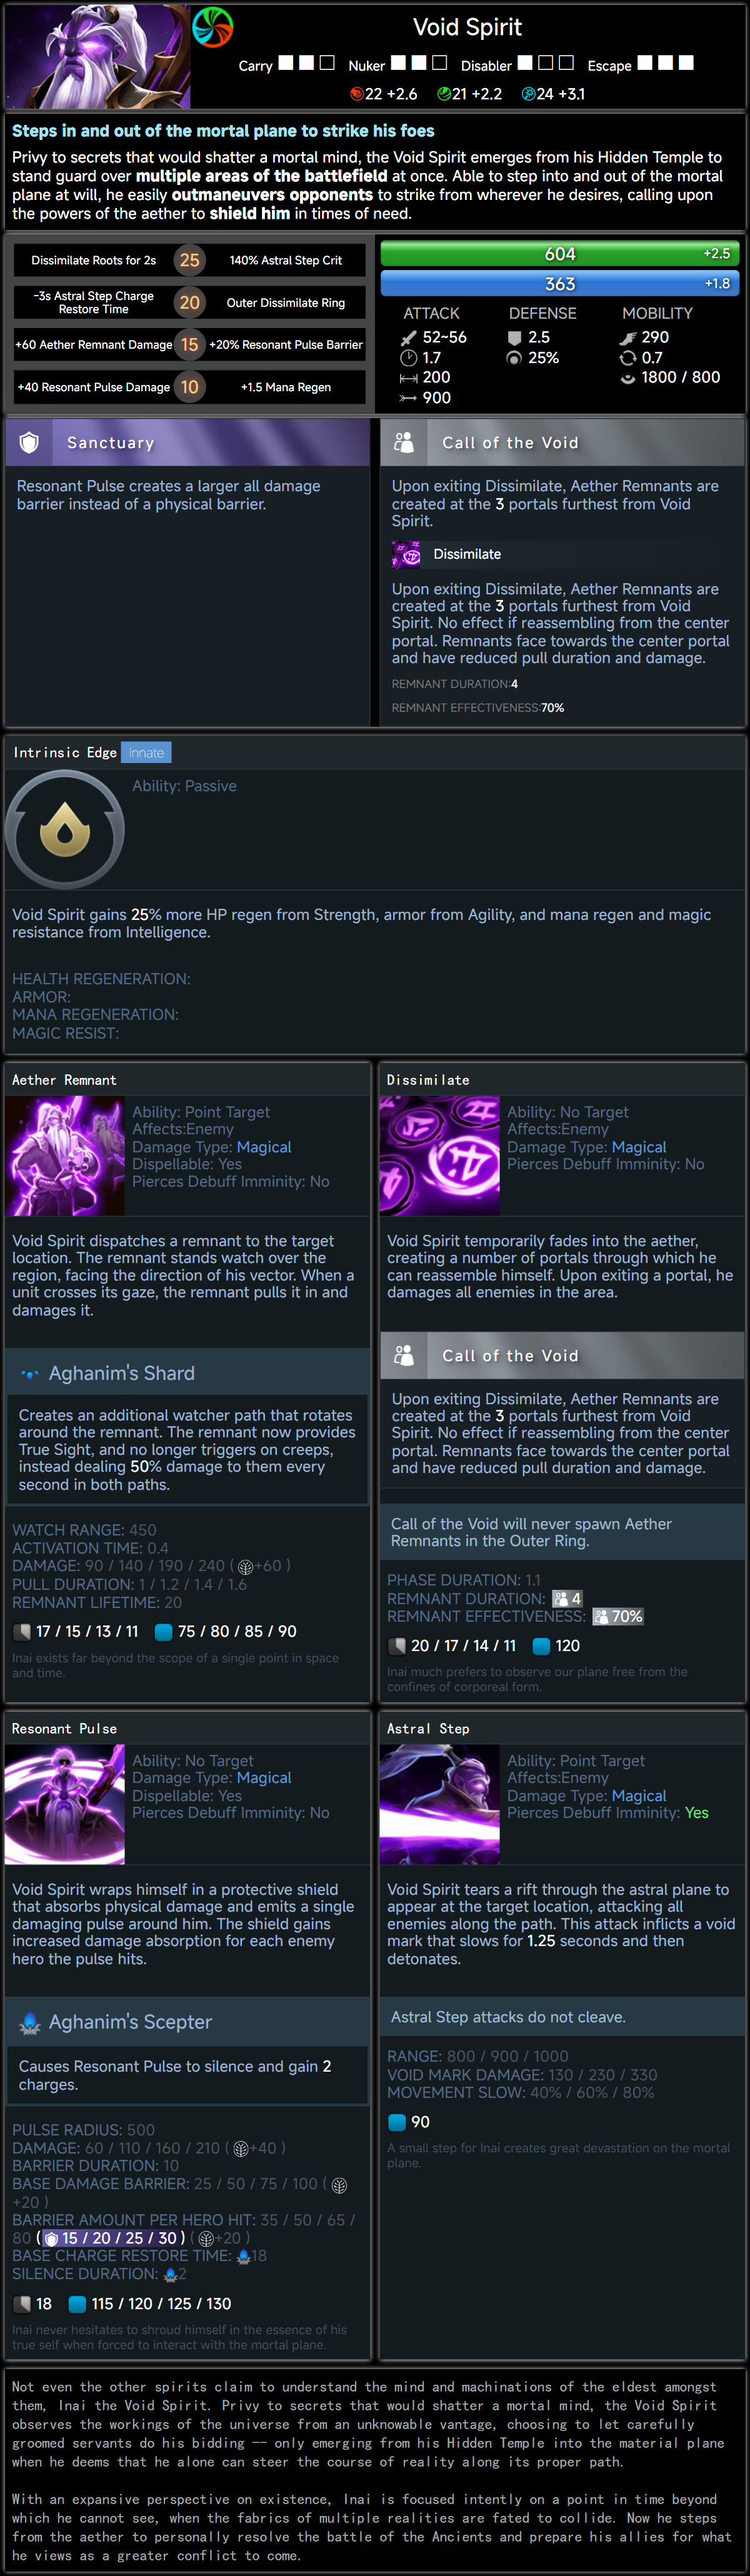 Void Spirit
Carry Nuker Disabler Escape
22 +2.6 21 +2.2 24 +3.1
Steps in and out of the mortal plane to strike his foes
Privy to secrets that would shatter a mortal mind, the Void Spirit emerges from his Hidden Temple to
stand guard over multiple areas of the battlefield at once. Able to step into and out of the mortal
plane at will, he easily outmaneuvers opponents to strike from wherever he desires, calling upon
the powers of the aether to shield him in times of need.
Dissimilate Roots for 2s 25 140% Astral Step Crit
-3s Astral Step Charge
Restore Time
20 Outer Dissimilate Ring
+60 Aether Remnant Damage 15 +20% Resonant Pulse Barrier
+40 Resonant Pulse Damage 10 +1.5 Mana Regen
604 +2.5
363 +1.8
ATTACK DEFENSE MOBILITY
52~56 2.5 290
1.7 25% 0.7
200 1800 / 800
900
Sanctuary
Resonant Pulse creates a larger all damage
barrier instead of a physical barrier.
Call of the Void
Upon exiting Dissimilate, Aether Remnants are
created at the 3 portals furthest from Void
Spirit.
Dissimilate
Upon exiting Dissimilate, Aether Remnants are
created at the 3 portals furthest from Void
Spirit. No effect if reassembling from the center
portal. Remnants face towards the center portal
and have reduced pull duration and damage.
REMNANT DURATION:4
REMNANT EFFECTIVENESS:70%
Intrinsic Edge Innate
Ability: Passive
Void Spirit gains 25% more HP regen from Strength, armor from Agility, and mana regen and magic
resistance from Intelligence.
HEALTH REGENERATION:
ARMOR:
MANA REGENERATION:
MAGIC RESIST:
Aether Remnant
Ability: Point Target
Affects:Enemy
Damage Type: Magical
Dispellable: Yes
Pierces Debuff Imminity: No
Void Spirit dispatches a remnant to the target
location. The remnant stands watch over the
region, facing the direction of his vector. When a
unit crosses its gaze, the remnant pulls it in and
damages it.
Aghanim's Shard
Creates an additional watcher path that rotates
around the remnant. The remnant now provides
True Sight, and no longer triggers on creeps,
instead dealing 50% damage to them every
second in both paths.
WATCH RANGE: 450
ACTIVATION TIME: 0.4
DAMAGE: 90 / 140 / 190 / 240 ( +60 )
PULL DURATION: 1 / 1.2 / 1.4 / 1.6
REMNANT LIFETIME: 20
17 / 15 / 13 / 11 75 / 80 / 85 / 90
Inai exists far beyond the scope of a single point in space
and time.
Dissimilate
Ability: No Target
Affects:Enemy
Damage Type: Magical
Pierces Debuff Imminity: No
Void Spirit temporarily fades into the aether,
creating a number of portals through which he
can reassemble himself. Upon exiting a portal, he
damages all enemies in the area.
Call of the Void
Upon exiting Dissimilate, Aether Remnants are
created at the 3 portals furthest from Void
Spirit. No effect if reassembling from the center
portal. Remnants face towards the center portal
and have reduced pull duration and damage.
Call of the Void will never spawn Aether
Remnants in the Outer Ring.
PHASE DURATION: 1.1
REMNANT DURATION: 4
REMNANT EFFECTIVENESS: 70%
20 / 17 / 14 / 11 120
Inai much prefers to observe our plane free from the
confines of corporeal form.
Resonant Pulse
Ability: No Target
Damage Type: Magical
Dispellable: Yes
Pierces Debuff Imminity: No
Void Spirit wraps himself in a protective shield
that absorbs physical damage and emits a single
damaging pulse around him. The shield gains
increased damage absorption for each enemy
hero the pulse hits.
Aghanim's Scepter
Causes Resonant Pulse to silence and gain 2
charges.
PULSE RADIUS: 500
DAMAGE: 60 / 110 / 160 / 210 ( +40 )
BARRIER DURATION: 10
BASE DAMAGE BARRIER: 25 / 50 / 75 / 100 (
+20 )
BARRIER AMOUNT PER HERO HIT: 35 / 50 / 65 /
80 ( 15 / 20 / 25 / 30 ) ( +20 )
BASE CHARGE RESTORE TIME: 18
SILENCE DURATION: 2
18 115 / 120 / 125 / 130
Inai never hesitates to shroud himself in the essence of his
true self when forced to interact with the mortal plane.
Astral Step
Ability: Point Target
Affects:Enemy
Damage Type: Magical
Pierces Debuff Imminity: Yes
Void Spirit tears a rift through the astral plane to
appear at the target location, attacking all
enemies along the path. This attack inflicts a void
mark that slows for 1.25 seconds and then
detonates.
Astral Step attacks do not cleave.
RANGE: 800 / 900 / 1000
VOID MARK DAMAGE: 130 / 230 / 330
MOVEMENT SLOW: 40% / 60% / 80%
90
A small step for Inai creates great devastation on the mortal
plane.
Not even the other spirits claim to understand the mind and machinations of the eldest amongst
them, Inai the Void Spirit. Privy to secrets that would shatter a mortal mind, the Void Spirit
observes the workings of the universe from an unknowable vantage, choosing to let carefully
groomed servants do his bidding -- only emerging from his Hidden Temple into the material plane
when he deems that he alone can steer the course of reality along its proper path.
With an expansive perspective on existence, Inai is focused intently on a point in time beyond
which he cannot see, when the fabrics of multiple realities are fated to collide. Now he steps
from the aether to personally resolve the battle of the Ancients and prepare his allies for what
he views as a greater conflict to come.